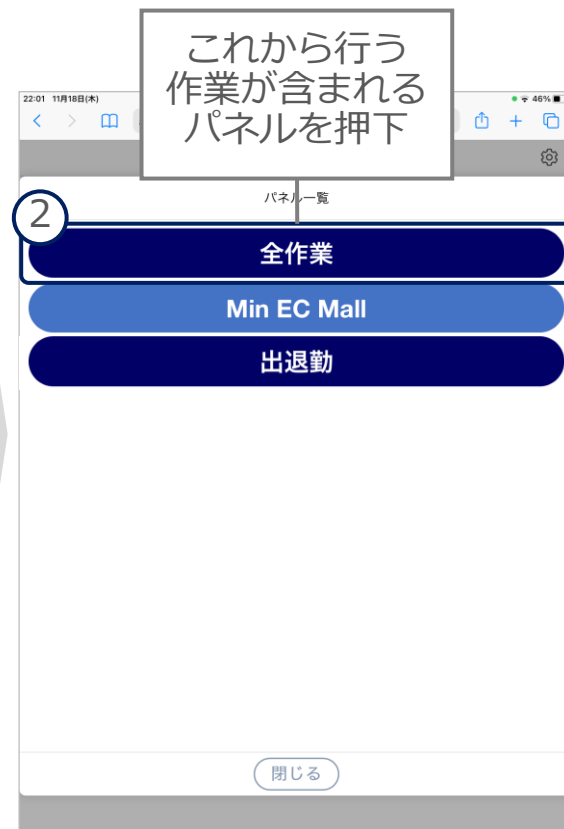 これから行う
作業が含まれる
パネルを押下
22:01 11月18日(木)
46%
パネル一覧
2
全作業
Min EC Mall
出退勤
閉じる